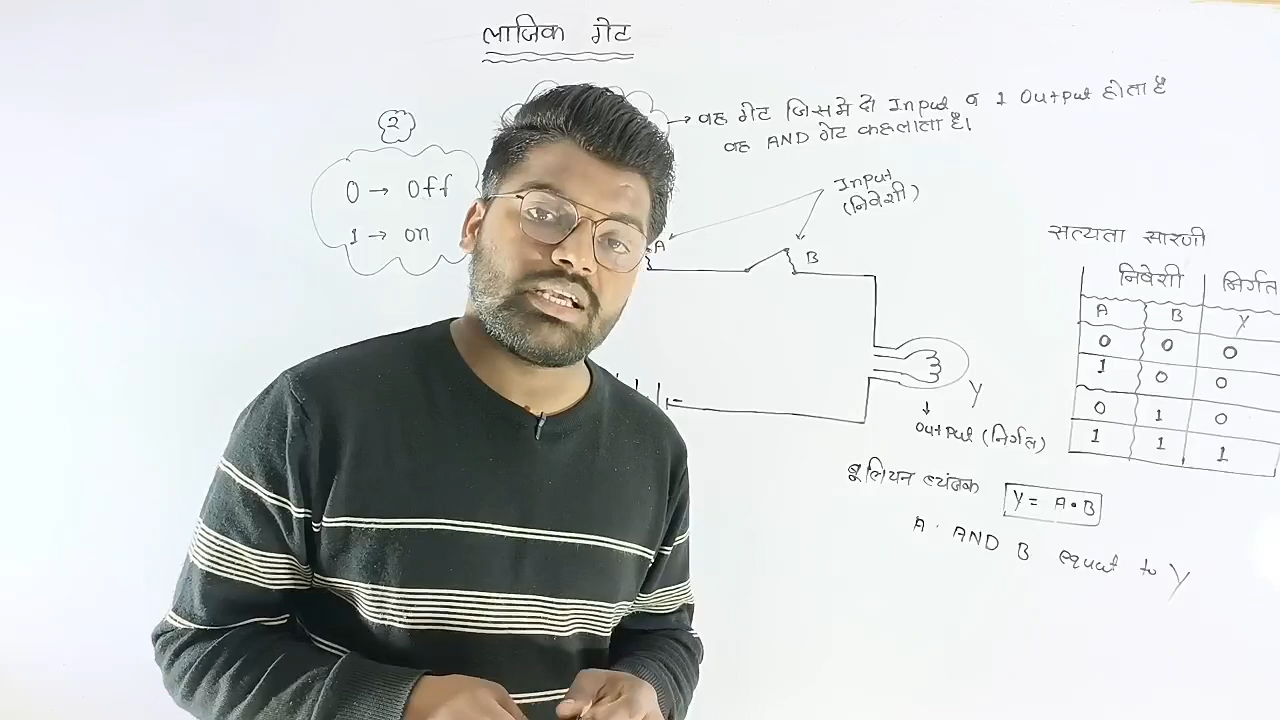 लाजिक गेट
→ वह गेट जिसमे दो Input व 1 Output होता है
वह AND गेट कहलाता है।
2
0 → Off
1 → on
Input
(निवेशी)
A
B
Y
Output (निर्गत)
सत्यता सारणी
निवेशी निर्गत
A B Y
0 0 0
1 0 0
0 1 0
1 1 1
बूलियन व्यंजक Y = A • B
A . AND B equal to Y